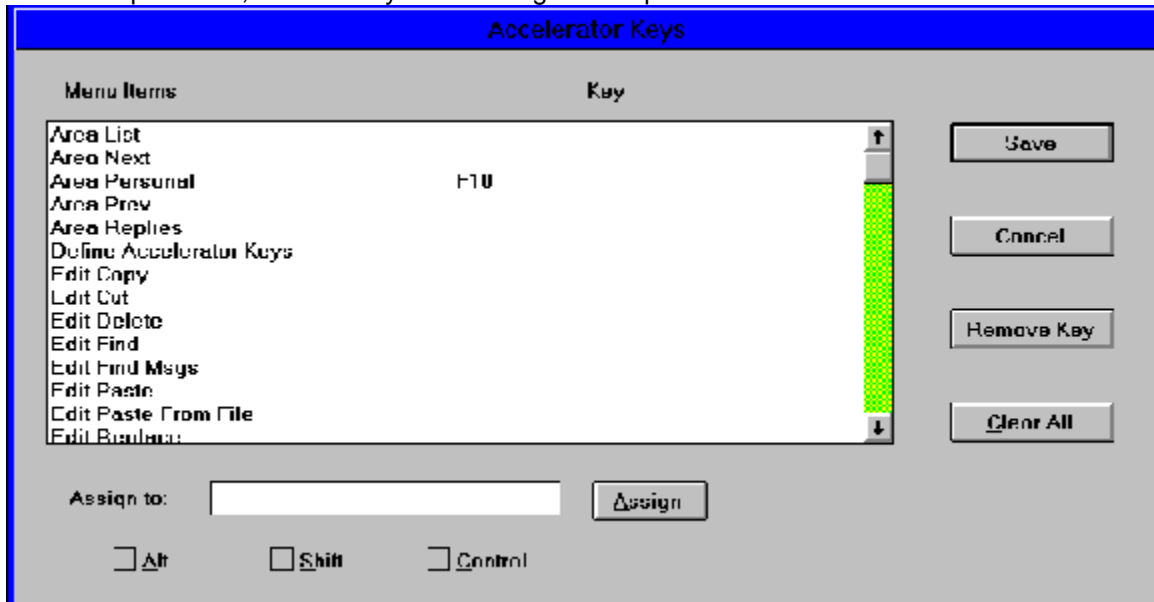 Accelerator Keys
Menu Items Key
Area List
Area Next
Area Personal F10
Area Prev
Area Replies
Define Accelerator Keys
Edit Copy
Edit Cut
Edit Delete
Edit Find
Edit Find Msgs
Edit Paste
Edit Paste From File
Edit Replace
Save
Cancel
Remove Key
Clear All
Assign to: Assign
Alt Shift Control